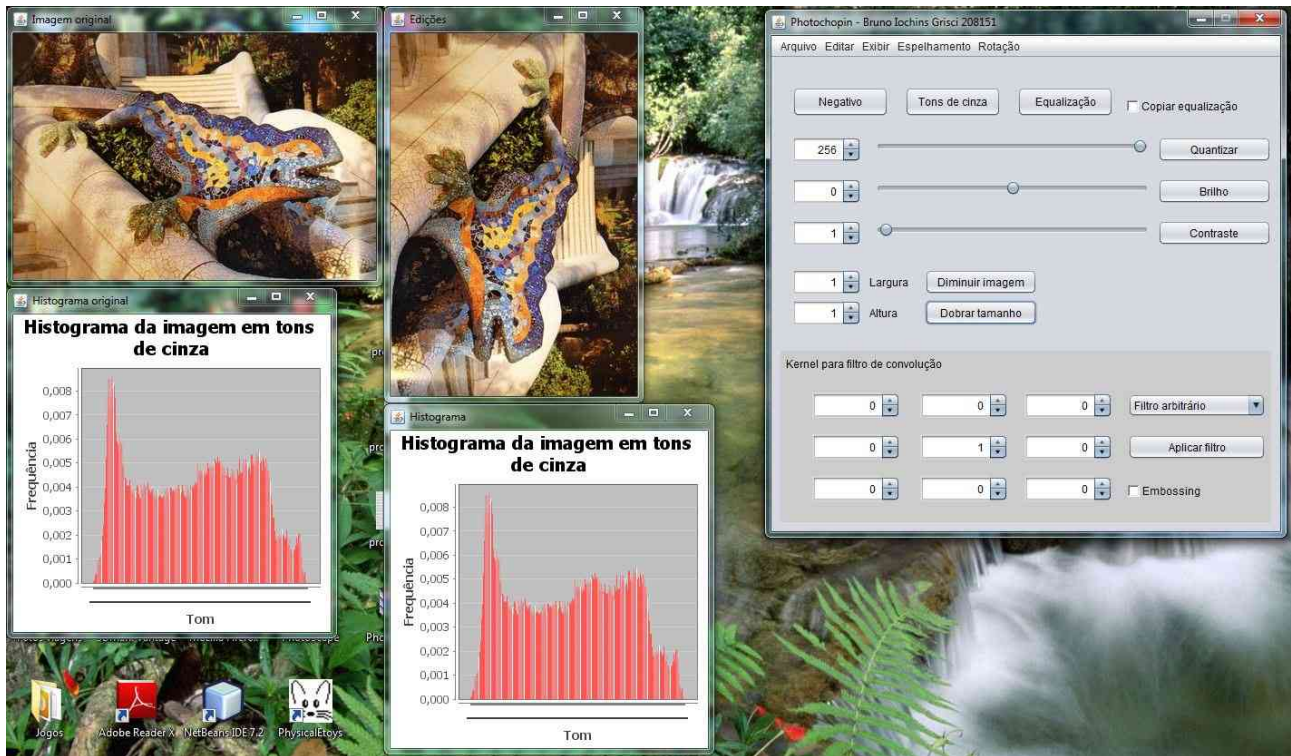 Imagem original
Edições
Photochopin - Bruno Iochins Grisci 208151
Arquivo Editar Exibir Espelhamento Rotação
Negativo
Tons de cinza
Equalização
Copiar equalização
256
Quantizar
0
Brilho
1
Contraste
1
Largura
Diminuir imagem
1
Altura
Dobrar tamanho
Kernel para filtro de convolução
0 0 0
Filtro arbitrário
0 1 0
Aplicar filtro
0 0 0
Embossing
Histograma original
Histograma da imagem em tons
de cinza
Frequência
0,008
0,007
0,006
0,005
0,004
0,003
0,002
0,001
0,000
Tom
Histograma
Histograma da imagem em tons
de cinza
Frequência
0,008
0,007
0,006
0,005
0,004
0,003
0,002
0,001
0,000
Tom
Jogos
Adobe Reader X
NetBeans IDE 7.2
PhysicalEtoys